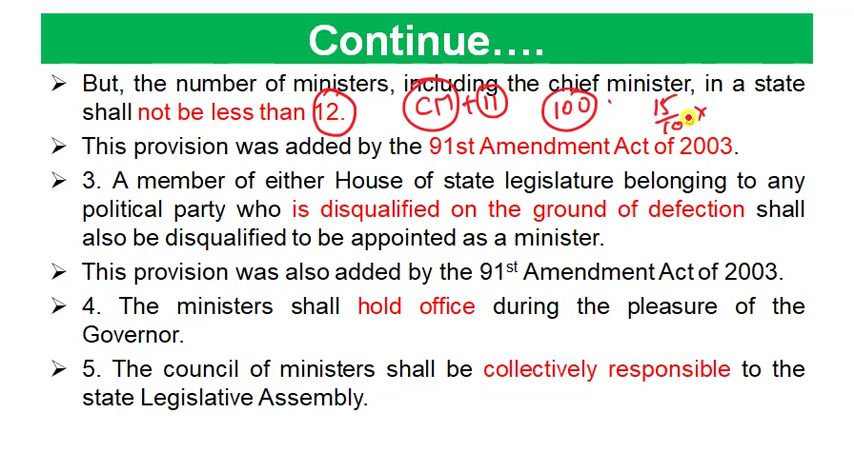 Continue….
➢ But, the number of ministers, including the chief minister, in a state
shall not be less than 12. CM + 11 100 15/100 x
➢ This provision was added by the 91st Amendment Act of 2003.
➢ 3. A member of either House of state legislature belonging to any
political party who is disqualified on the ground of defection shall
also be disqualified to be appointed as a minister.
➢ This provision was also added by the 91st Amendment Act of 2003.
➢ 4. The ministers shall hold office during the pleasure of the
Governor.
➢ 5. The council of ministers shall be collectively responsible to the
state Legislative Assembly.